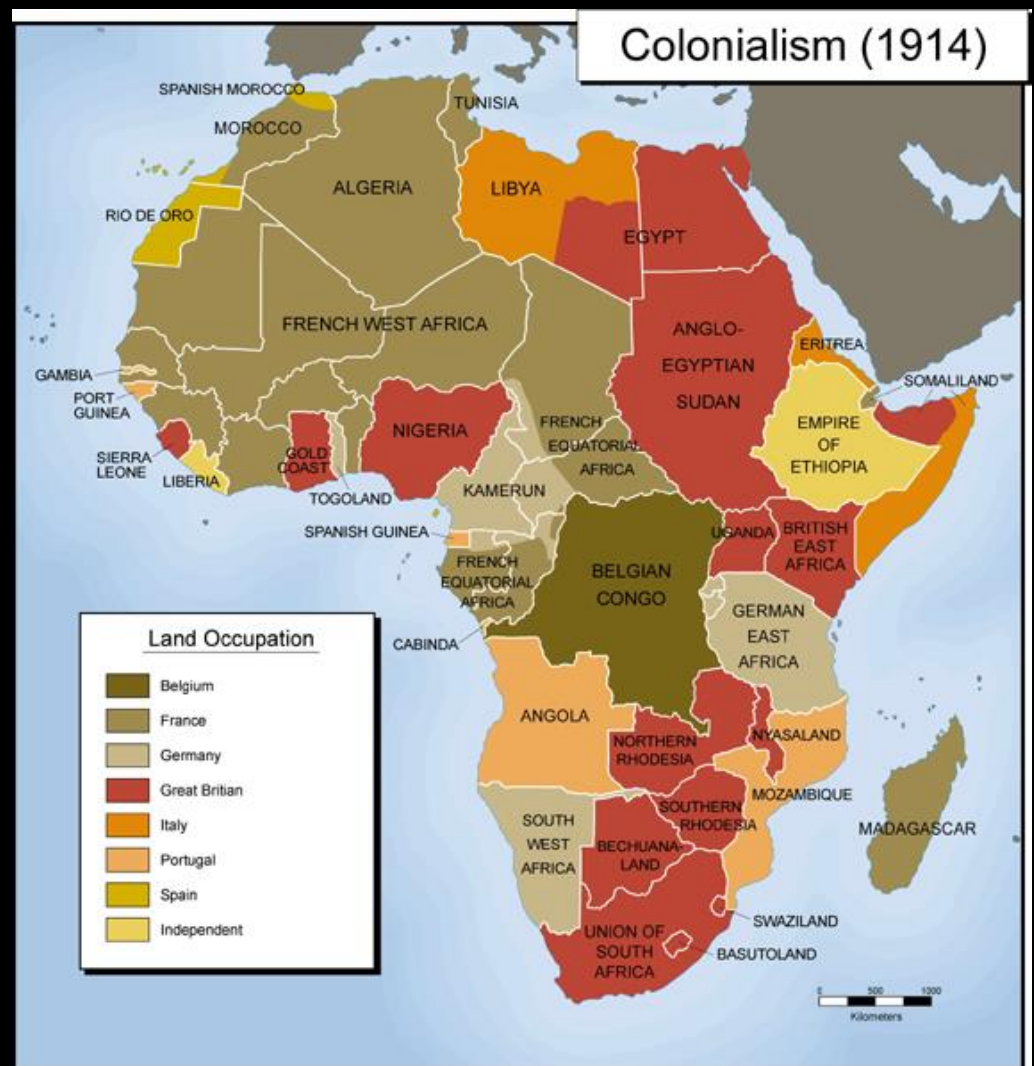 Colonialism (1914)
SPANISH MOROCCO
MOROCCO
TUNISIA
ALGERIA
LIBYA
EGYPT
RIO DE ORO
FRENCH WEST AFRICA
ANGLO-
EGYPTIAN
SUDAN
ERITREA
SOMALILAND
GAMBIA
PORT
GUINEA
SIERRA
LEONE
LIBERIA
GOLD
COAST
TOGOLAND
NIGERIA
FRENCH
EQUATORIAL
AFRICA
EMPIRE
OF
ETHIOPIA
KAMERUN
SPANISH GUINEA
FRENCH
EQUATORIAL
AFRICA
CABINDA
BELGIAN
CONGO
UGANDA
BRITISH
EAST
AFRICA
GERMAN
EAST
AFRICA
ANGOLA
NORTHERN
RHODESIA
NYASALAND
MOZAMBIQUE
SOUTHERN
RHODESIA
SOUTH
WEST
AFRICA
BECHUANA-
LAND
MADAGASCAR
SWAZILAND
UNION OF
SOUTH
AFRICA
BASUTOLAND
Land Occupation
Belgium
France
Germany
Great Britian
Italy
Portugal
Spain
Independent
0 500 1000
Kilometers